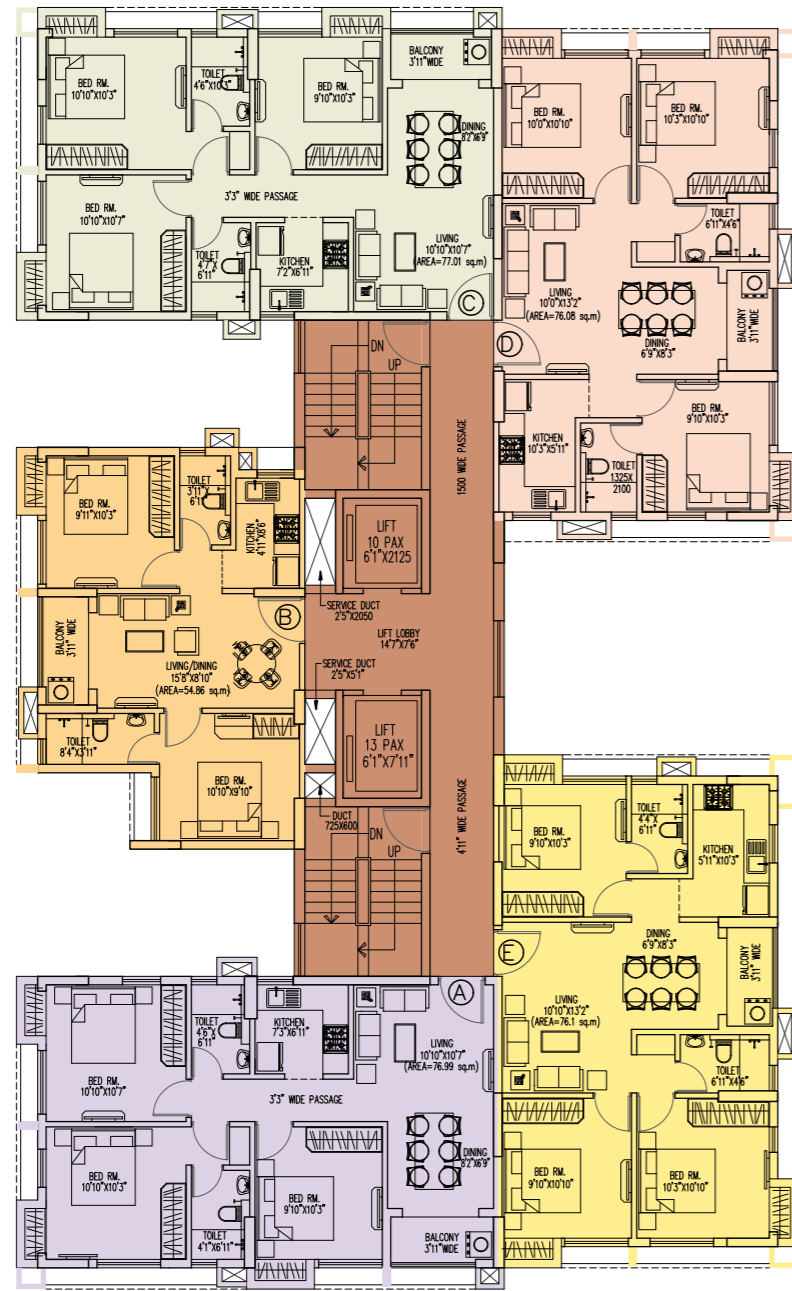 BED RM.
10'10"X10'3"
TOILET
4'6"X10'3"
BED RM.
9'10"X10'3"
BALCONY
3'11"WIDE
DINING
8'2"X6'9"
BED RM.
10'10"X10'7"
3'3" WIDE PASSAGE
TOILET
4'7"X
6'11"
KITCHEN
7'2"X6'11"
LIVING
10'10"X10'7"
(AREA=77.01 sq.m)
C
BED RM.
10'0"X10'10"
BED RM.
10'3"X10'10"
TOILET
6'11"X4'6"
LIVING
10'0"X13'2"
(AREA=76.08 sq.m)
BALCONY
3'11"WIDE
DINING
6'9"X8'3"
D
BED RM.
9'10"X10'3"
KITCHEN
10'3"X5'11"
TOILET
1325X
2100
DN
UP
1500 WIDE PASSAGE
LIFT
10 PAX
6'1"X2125
SERVICE DUCT
2'5"X2050
LIFT LOBBY
14'7"X7'6"
SERVICE DUCT
2'5"X5'1"
LIFT
13 PAX
6'1"X7'11"
DUCT
725X600
DN
UP
4'11" WIDE PASSAGE
BED RM.
9'11"X10'3"
TOILET
3'11"X
6'11"
KITCHEN
4'11"X8'6"
B
BALCONY
3'11" WIDE
LIVING/DINING
15'8"X8'10"
(AREA=54.86 sq.m)
TOILET
8'4"X3'11"
BED RM.
10'10"X9'10"
BED RM.
9'10"X10'3"
TOILET
4'4"X
6'11"
KITCHEN
5'11"X10'3"
E
DINING
6'9"X8'3"
BALCONY
3'11" WIDE
LIVING
10'10"X13'2"
(AREA=76.1 sq.m)
TOILET
6'11"X4'6"
BED RM.
9'10"X10'10"
BED RM.
10'3"X10'10"
A
BED RM.
10'10"X10'7"
TOILET
4'6"X
6'11"
KITCHEN
7'3"X6'11"
LIVING
10'10"X10'7"
(AREA=76.99 sq.m)
3'3" WIDE PASSAGE
BED RM.
10'10"X10'3"
TOILET
4'1"X6'11"
BED RM.
9'10"X10'3"
DINING
8'2"X6'9"
BALCONY
3'11"WIDE